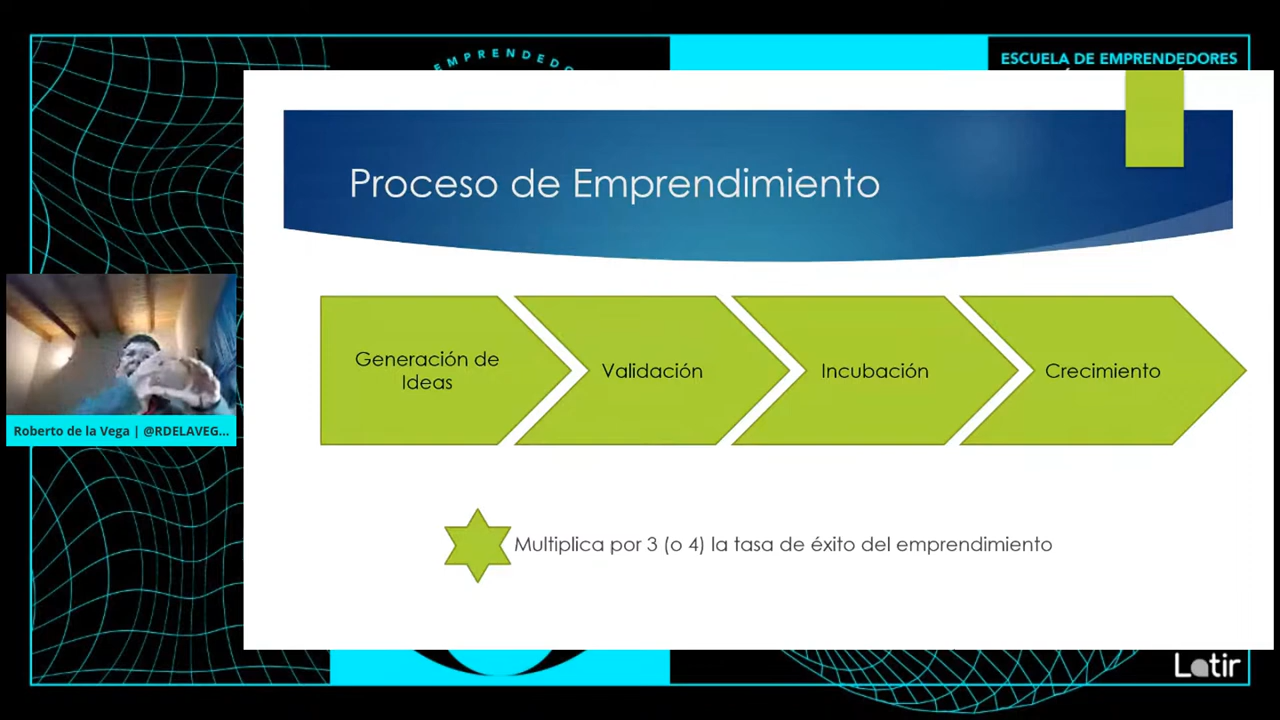 EMPRENDEDO
ESCUELA DE EMPRENDEDORES
Proceso de Emprendimiento
Generación de
Ideas
Validación
Incubación
Crecimiento
Roberto de la Vega | @RDELAVEG...
Multiplica por 3 (o 4) la tasa de éxito del emprendimiento
Latir